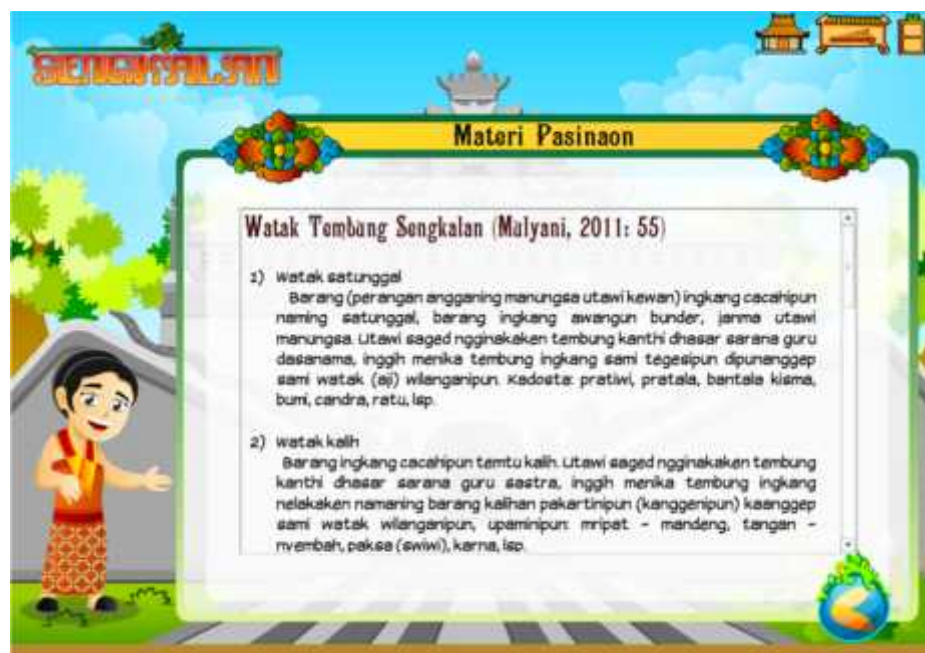 SENGKALAN
Materi Pasinaon
Watak Tembung Sengkalan (Mulyani, 2011: 55)
1) Watak satunggal
Barang (perangan angganing manungsa utawi kewan) ingkang cacahipun
naming satunggal, barang ingkang awangun bunder, janma utawi
manungsa. Utawi saged ngginakaken tembung kanthi dhasar sarana guru
dasanama, inggih menika tembung ingkang sami tegesipun dipunanggep
sami watak (aji) wilanganipun. Kadosta: pratiwi, pratala, bantala kisma,
bumi, candra, ratu, lsp.
2) Watak kalih
Barang ingkang cacahipun temtu kalih. Utawi saged ngginakaken tembung
kanthi dhasar sarana guru sastra, inggih menika tembung ingkang
nelakaken namaning barang kalihan pakartinipun (kanggenipun) kaanggep
sami watak wilanganipun, upaminipun: mripat - mandeng, tangan -
nyembah, paksa (swiwi), karna, lsp.